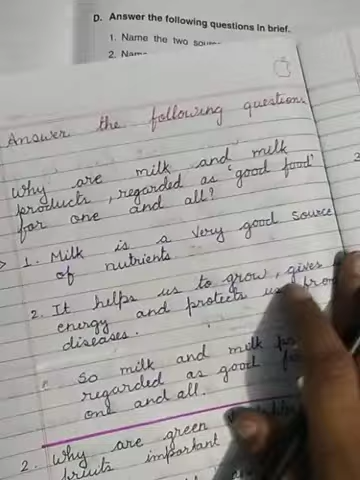 D. Answer the following questions in brief.
1. Name the two
2.
Answer the following questions
Why are milk and milk
products, regarded as 'good food'
for one and all?
1. Milk is a very good source
of nutrients.
2. It helps us to grow, gives
energy and protects us from
diseases.
So milk and milk
regarded as good
one and all.
2. Why are green
fruits important